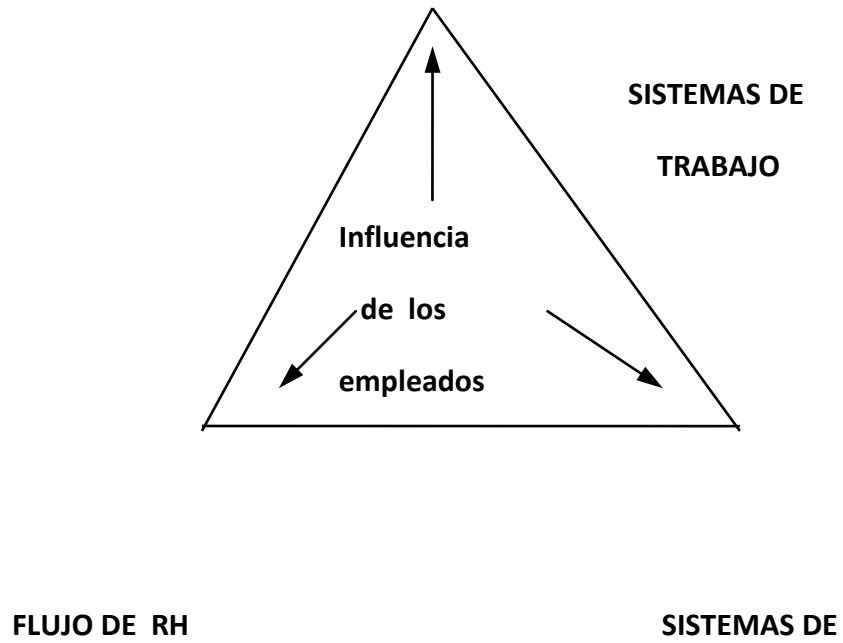 SISTEMAS DE
TRABAJO
Influencia
de los
empleados
FLUJO DE RH
SISTEMAS DE